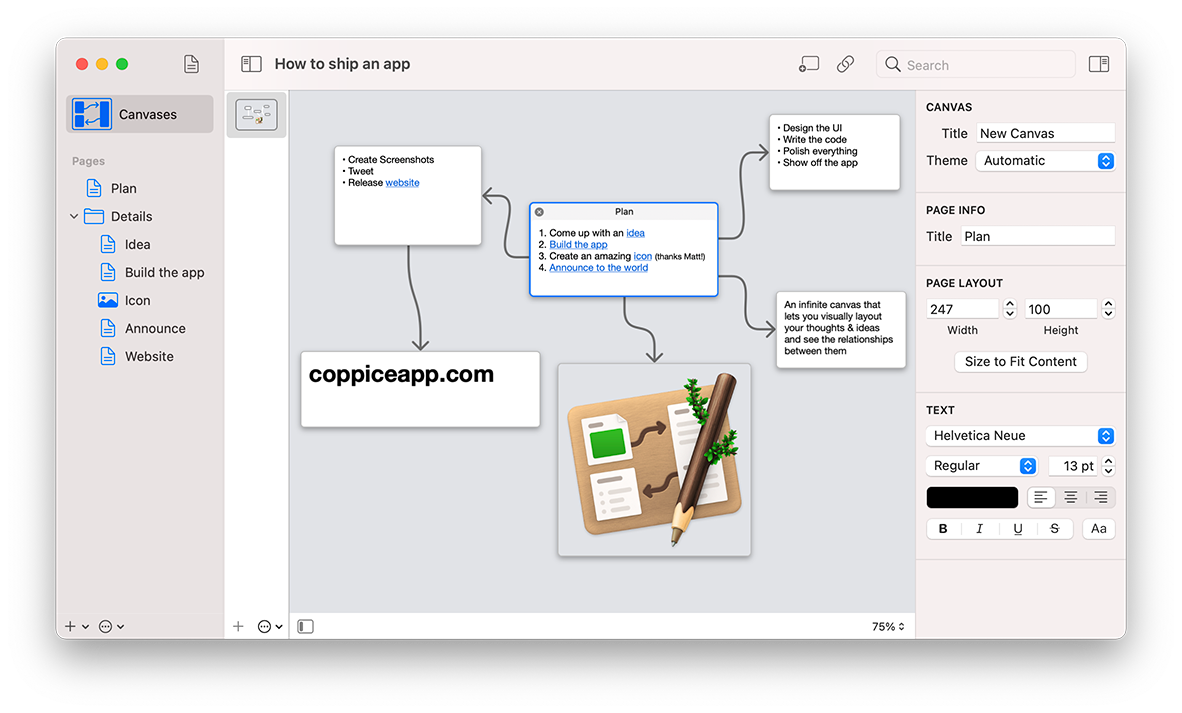 How to ship an app
Search
Canvases
Pages
Plan
Details
Idea
Build the app
Icon
Announce
Website
• Create Screenshots
• Tweet
• Release website
Plan
1. Come up with an idea
2. Build the app
3. Create an amazing icon (thanks Matt!)
4. Announce to the world
• Design the UI
• Write the code
• Polish everything
• Show off the app
An infinite canvas that
lets you visually layout
your thoughts & ideas
and see the relationships
between them
coppiceapp.com
75%
CANVAS
Title New Canvas
Theme Automatic
PAGE INFO
Title Plan
PAGE LAYOUT
247 100
Width Height
Size to Fit Content
TEXT
Helvetica Neue
Regular 13 pt
B I U S Aa